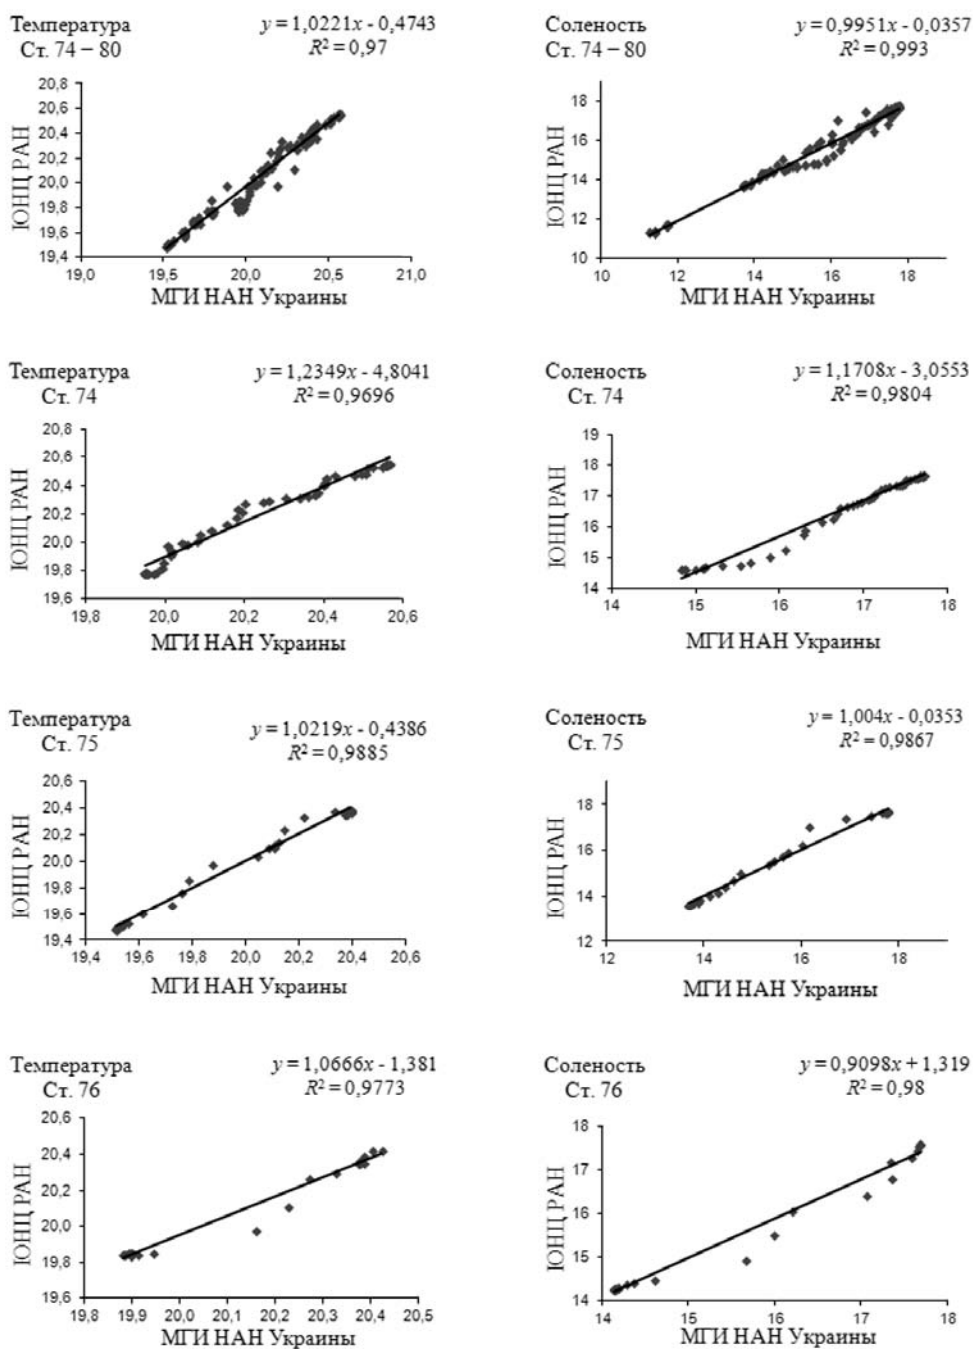 Температура
Ст. 74 – 80
y = 1,0221x - 0,4743
R² = 0,97
20,8
20,6
20,4
20,2
20,0
19,8
19,6
19,4
19,0 19,5 20,0 20,5 21,0
ЮНЦ РАН
МГИ НАН Украины
Соленость
Ст. 74 – 80
y = 0,9951x - 0,0357
R² = 0,993
18
16
14
12
10
10 12 14 16 18
ЮНЦ РАН
МГИ НАН Украины
Температура
Ст. 74
y = 1,2349x - 4,8041
R² = 0,9696
20,8
20,6
20,4
20,2
20,0
19,8
19,6
19,8 20,0 20,2 20,4 20,6
ЮНЦ РАН
МГИ НАН Украины
Соленость
Ст. 74
y = 1,1708x - 3,0553
R² = 0,9804
19
18
17
16
15
14
14 15 16 17 18
ЮНЦ РАН
МГИ НАН Украины
Температура
Ст. 75
y = 1,0219x - 0,4386
R² = 0,9885
20,6
20,4
20,2
20,0
19,8
19,6
19,4
19,4 19,6 19,8 20,0 20,2 20,4 20,6
ЮНЦ РАН
МГИ НАН Украины
Соленость
Ст. 75
y = 1,004x - 0,0353
R² = 0,9867
18
16
14
12
12 14 16 18
ЮНЦ РАН
МГИ НАН Украины
Температура
Ст. 76
y = 1,0666x - 1,381
R² = 0,9773
20,6
20,4
20,2
20,0
19,8
19,6
19,8 19,9 20,0 20,1 20,2 20,3 20,4 20,5
ЮНЦ РАН
МГИ НАН Украины
Соленость
Ст. 76
y = 0,9098x + 1,319
R² = 0,98
18
17
16
15
14
14 15 16 17 18
ЮНЦ РАН
МГИ НАН Украины